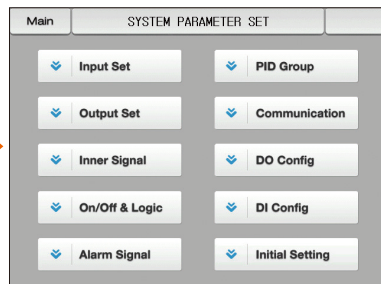 Main SYSTEM PARAMETER SET
Input Set PID Group
Output Set Communication
Inner Signal DO Config
On/Off & Logic DI Config
Alarm Signal Initial Setting